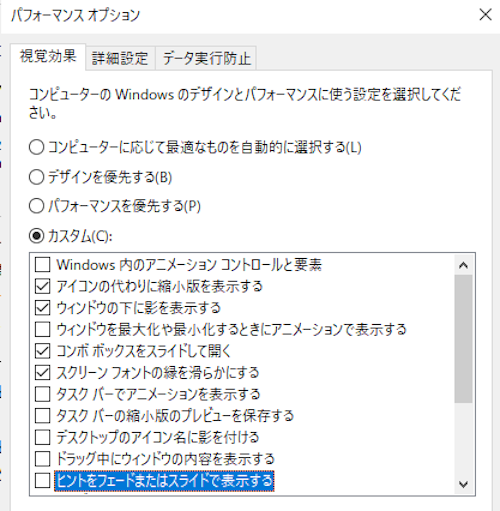 パフォーマンス オプション
視覚効果 詳細設定 データ実行防止
コンピューターの Windows のデザインとパフォーマンスに使う設定を選択してくだ
さい。
コンピューターに応じて最適なものを自動的に選択する(L)
デザインを優先する(B)
パフォーマンスを優先する(P)
カスタム(C):
Windows 内のアニメーション コントロールと要素
アイコンの代わりに縮小版を表示する
ウィンドウの下に影を表示する
ウィンドウを最大化や最小化するときにアニメーションで表示する
コンボ ボックスをスライドして開く
スクリーン フォントの縁を滑らかにする
タスク バーでアニメーションを表示する
タスク バーの縮小版のプレビューを保存する
デスクトップのアイコン名に影を付ける
ドラッグ中にウィンドウの内容を表示する
ヒントをフェードまたはスライドで表示する